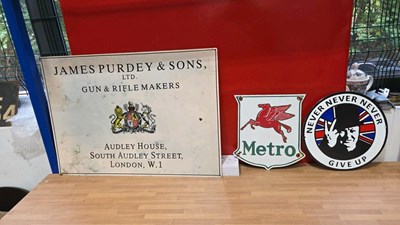 JAMES PURDEY & SONS,
LTD.
GUN & RIFLE MAKERS
AUDLEY HOUSE,
SOUTH AUDLEY STREET,
LONDON, W.1
Metro
NEVER NEVER NEVER
GIVE UP